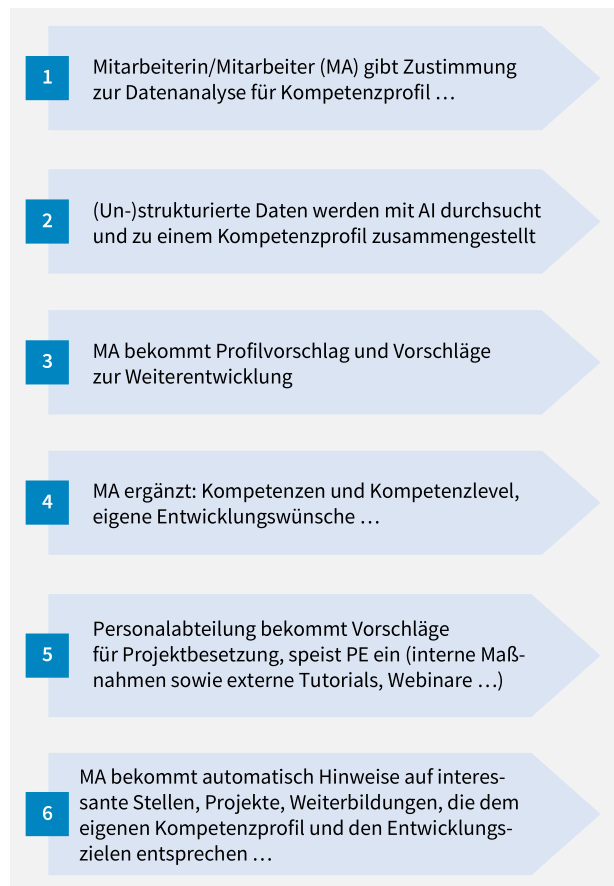 1
Mitarbeiterin/Mitarbeiter (MA) gibt Zustimmung
zur Datenanalyse für Kompetenzprofil …
2
(Un-)strukturierte Daten werden mit AI durchsucht
und zu einem Kompetenzprofil zusammengestellt
3
MA bekommt Profilvorschlag und Vorschläge
zur Weiterentwicklung
4
MA ergänzt: Kompetenzen und Kompetenzlevel,
eigene Entwicklungswünsche …
5
Personalabteilung bekommt Vorschläge
für Projektbesetzung, speist PE ein (interne Maß-
nahmen sowie externe Tutorials, Webinare …)
6
MA bekommt automatisch Hinweise auf interes-
sante Stellen, Projekte, Weiterbildungen, die dem
eigenen Kompetenzprofil und den Entwicklungs-
zielen entsprechen …